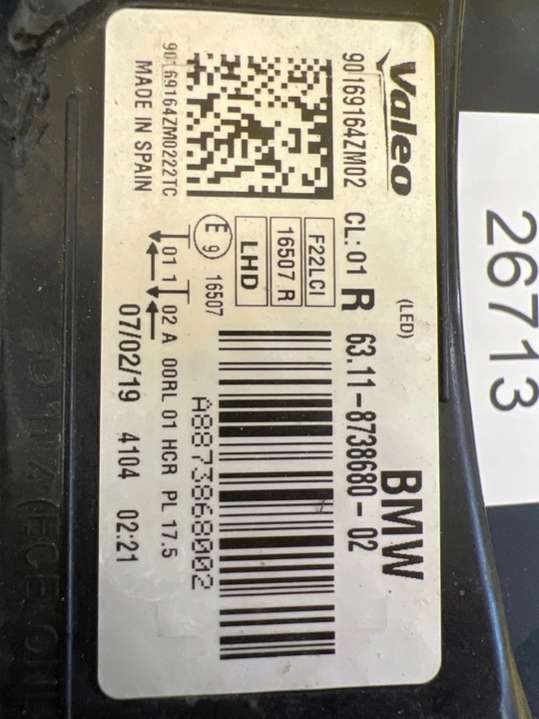 Valeo
90169164ZM02 CL: 01 R 63.11-8738680-02
(LED)
BMW
90169164ZM0222TC
MADE IN SPAIN
F22LCI
16507 R
LHD
E 9 16507
01 1 02 A 00RL 01 HCR PL 17.5
07/02/19 4104 02:21
A88738680002
26713